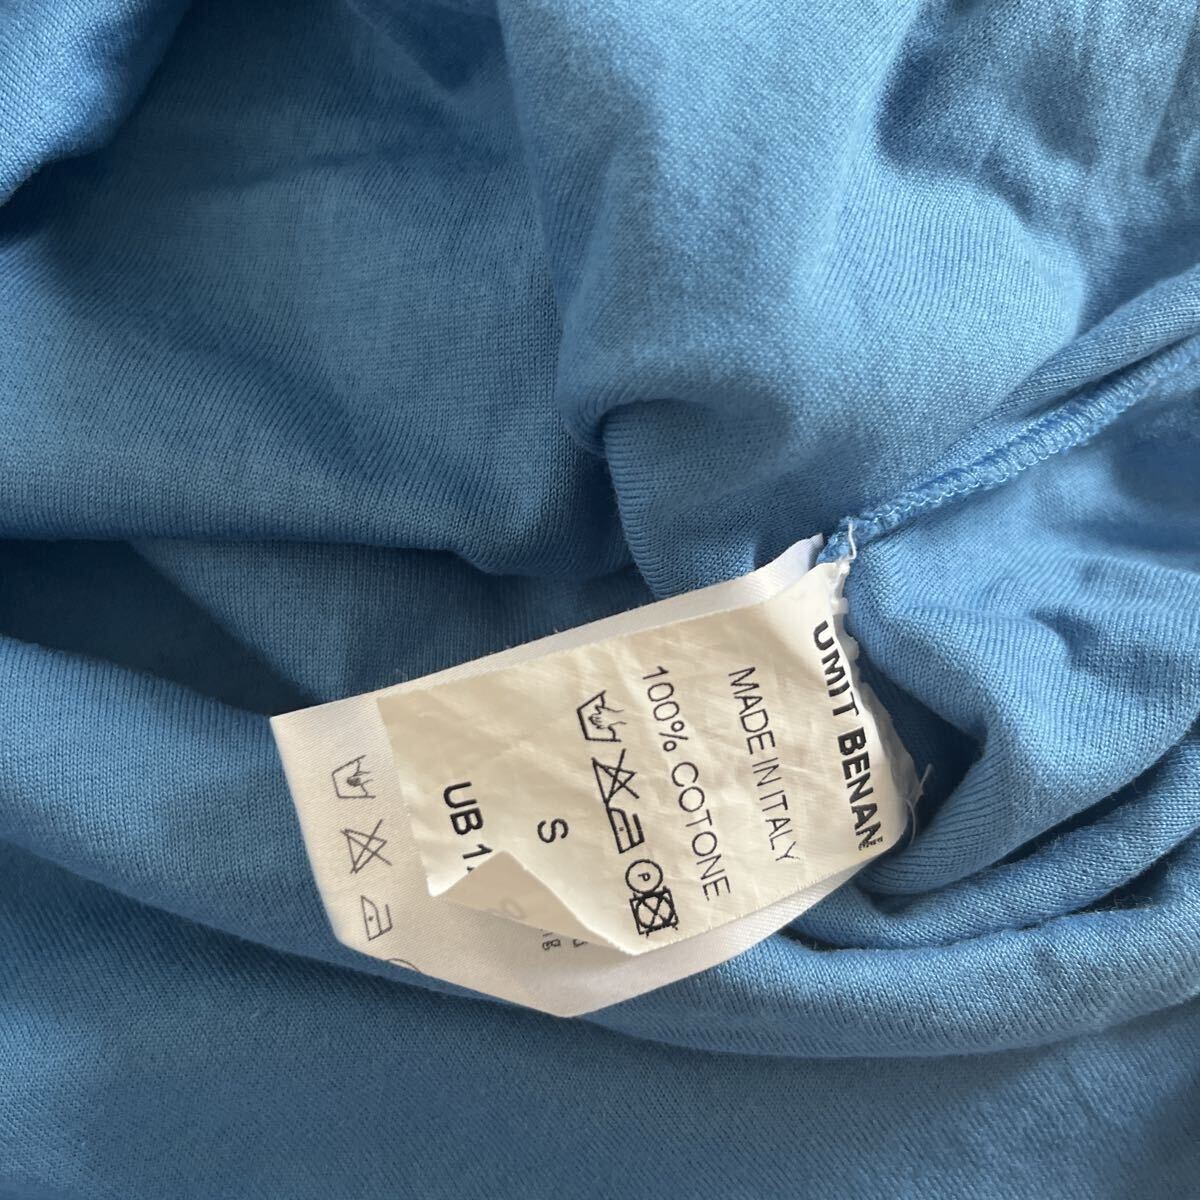 UMIT BENAN
MADE IN ITALY
100% COTONE
P
S
UB 1